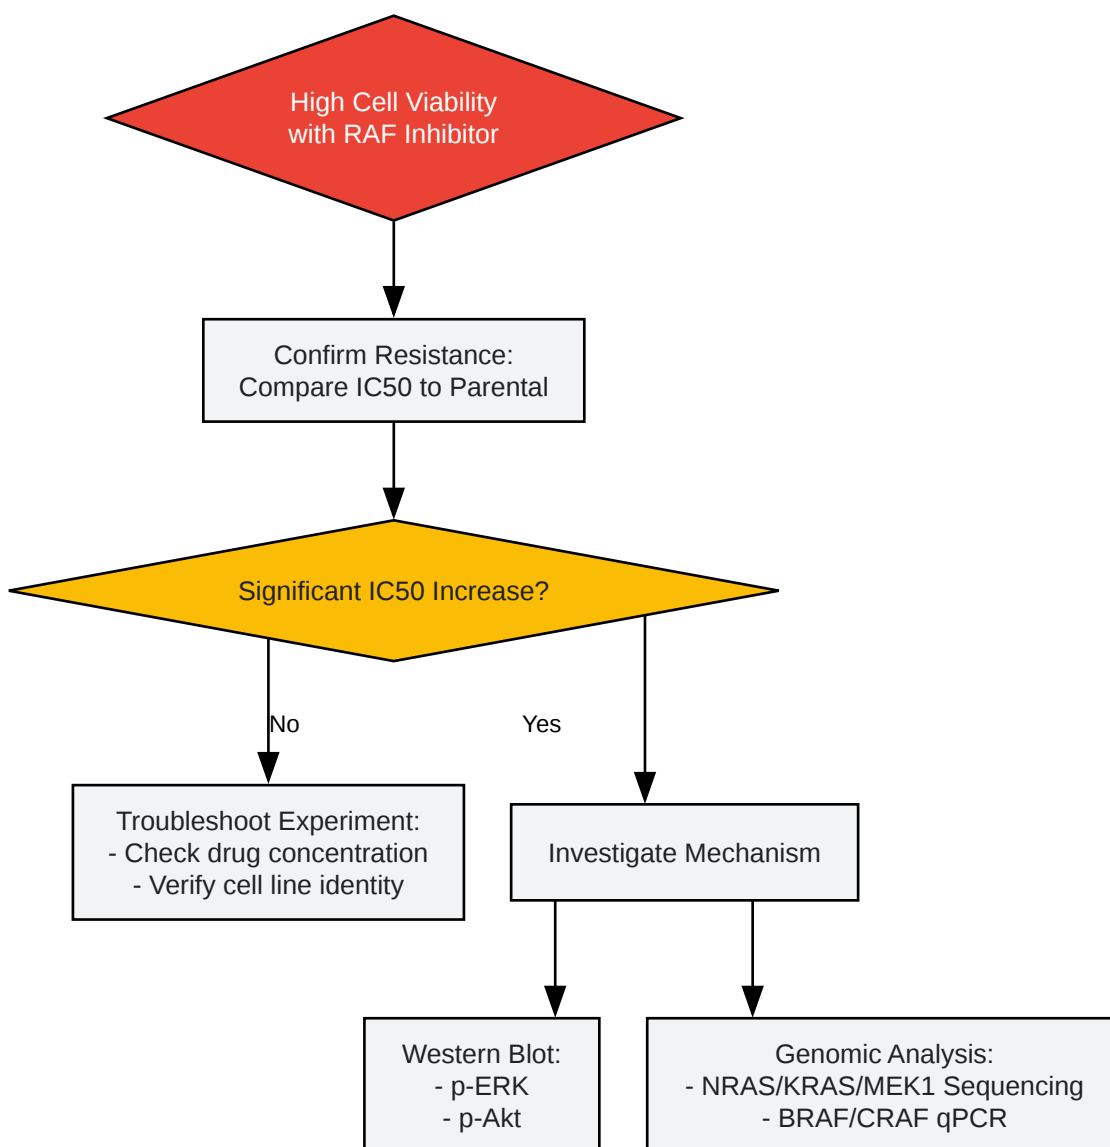 High Cell Viability
with RAF Inhibitor
Confirm Resistance:
Compare IC50 to Parental
Significant IC50 Increase?
No
Yes
Troubleshoot Experiment:
- Check drug concentration
- Verify cell line identity
Investigate Mechanism
Western Blot:
- p-ERK
- p-Akt
Genomic Analysis:
- NRAS/KRAS/MEK1 Sequencing
- BRAF/CRAF qPCR